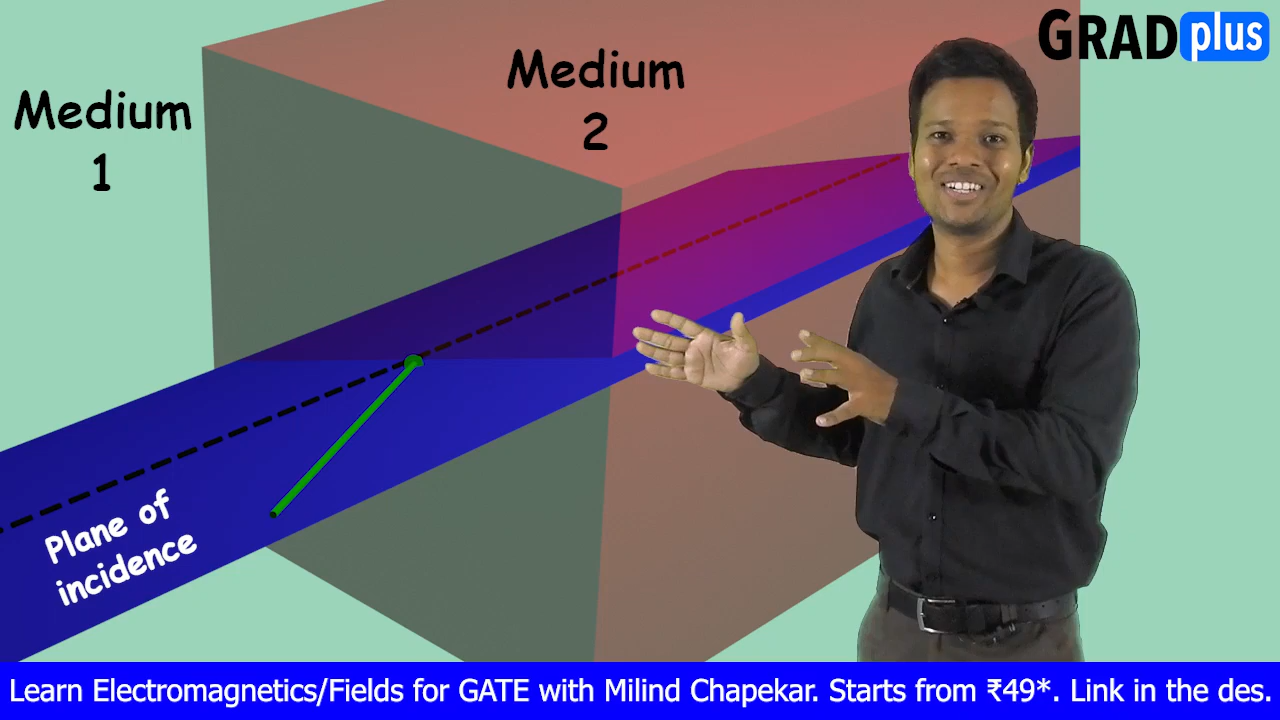 GRADplus
Medium
1
Medium
2
Plane of
incidence
Learn Electromagnetics/Fields for GATE with Milind Chapekar. Starts from ₹49*. Link in the des.